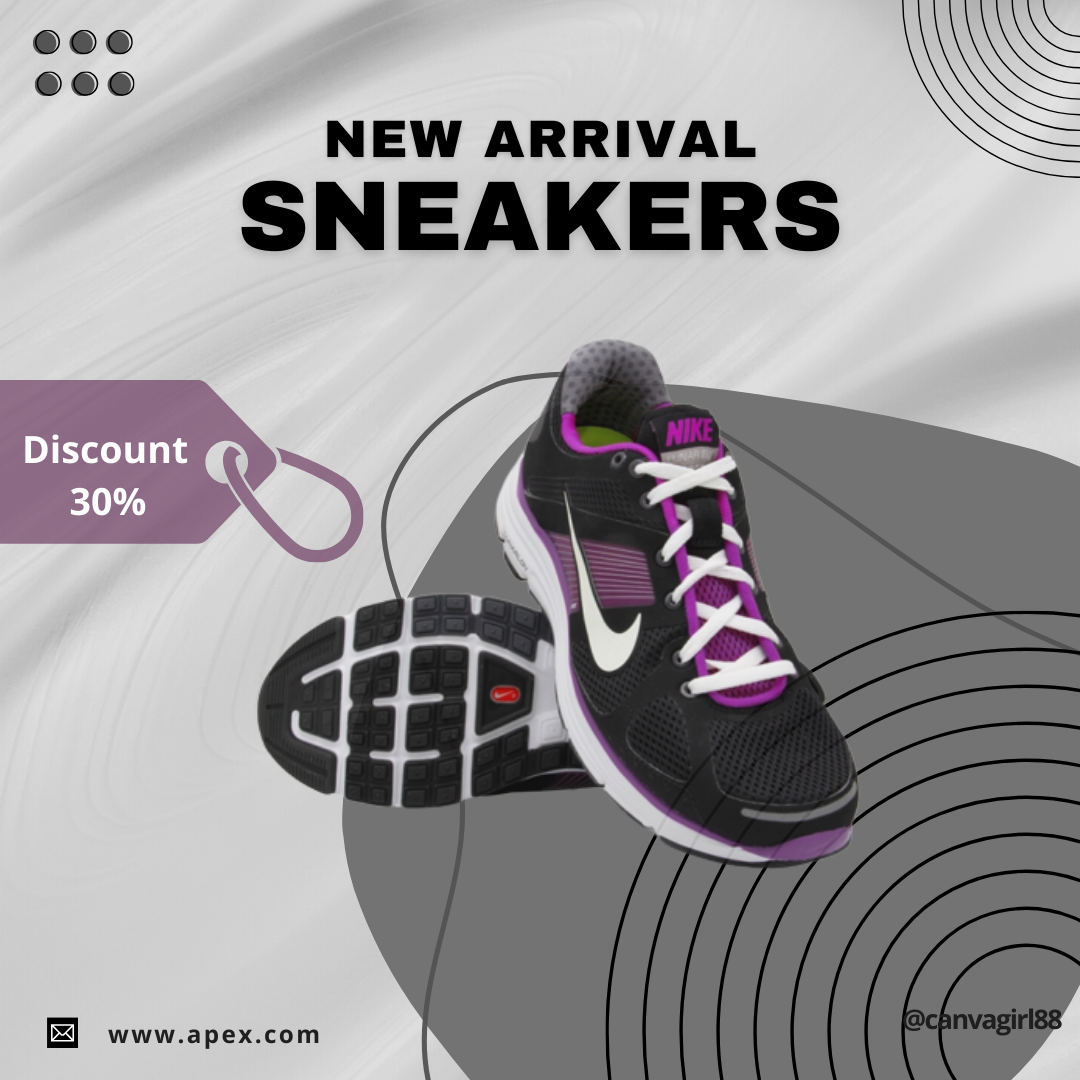 NEW ARRIVAL
SNEAKERS
NIKE
Discount
30%
www.apex.com
@canvagirl88